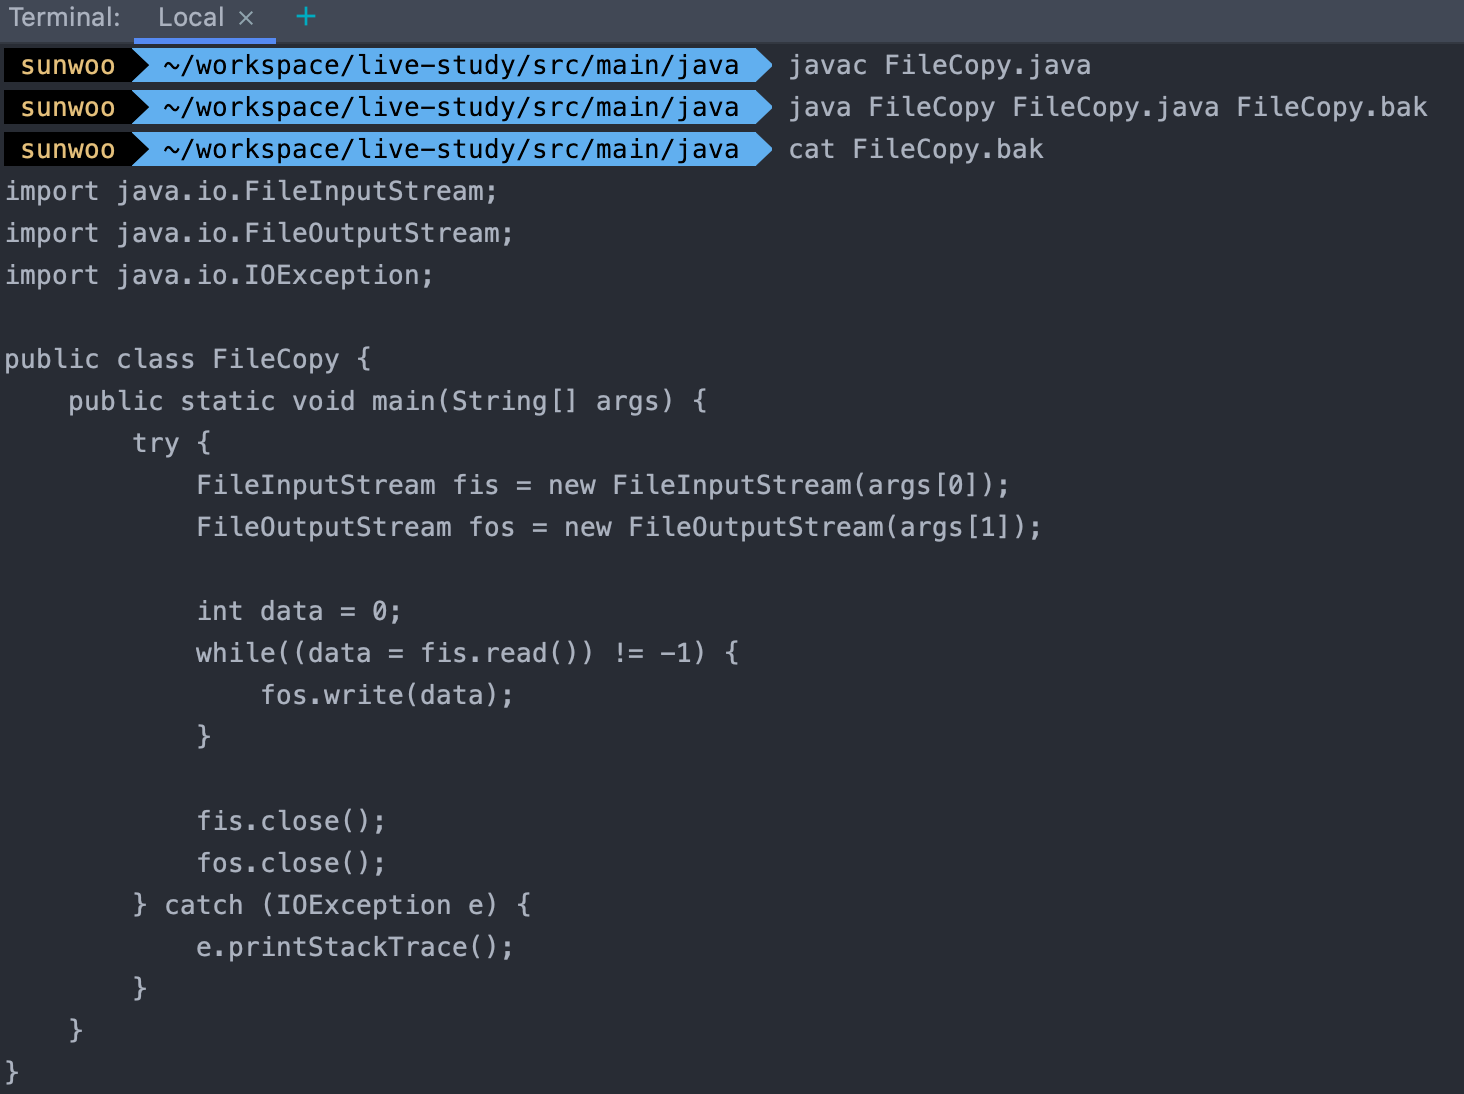 Terminal: Local × +
sunwoo ~/workspace/live-study/src/main/java javac FileCopy.java
sunwoo ~/workspace/live-study/src/main/java java FileCopy FileCopy.java FileCopy.bak
sunwoo ~/workspace/live-study/src/main/java cat FileCopy.bak
import java.io.FileInputStream;
import java.io.FileOutputStream;
import java.io.IOException;

public class FileCopy {
    public static void main(String[] args) {
        try {
            FileInputStream fis = new FileInputStream(args[0]);
            FileOutputStream fos = new FileOutputStream(args[1]);

            int data = 0;
            while((data = fis.read()) != -1) {
                fos.write(data);
            }

            fis.close();
            fos.close();
        } catch (IOException e) {
            e.printStackTrace();
        }
    }
}